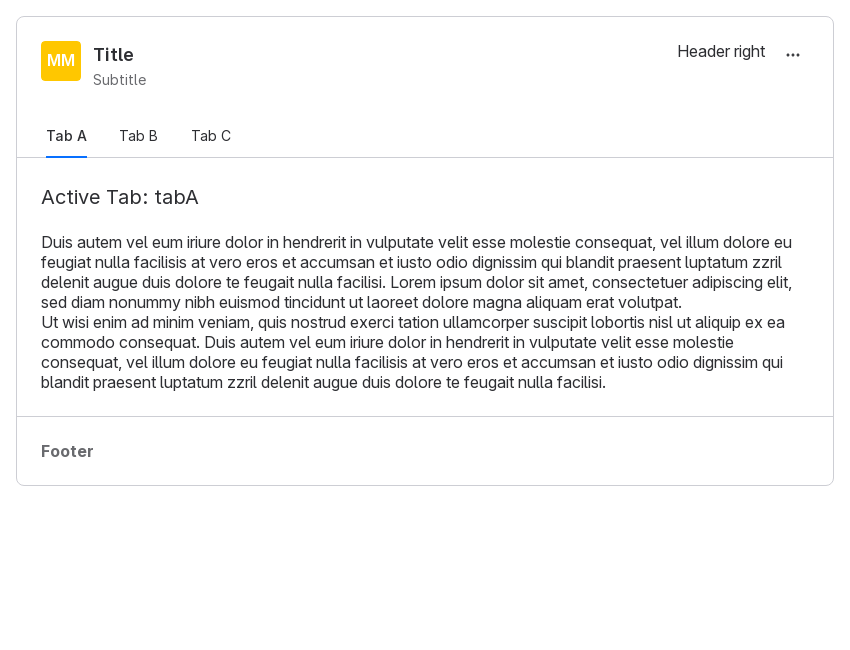 MM
Title
Subtitle
Header right
Tab A
Tab B
Tab C
Active Tab: tabA
Duis autem vel eum iriure dolor in hendrerit in vulputate velit esse molestie consequat, vel illum dolore eu
feugiat nulla facilisis at vero eros et accumsan et iusto odio dignissim qui blandit praesent luptatum zzril
delenit augue duis dolore te feugait nulla facilisi. Lorem ipsum dolor sit amet, consectetuer adipiscing elit,
sed diam nonummy nibh euismod tincidunt ut laoreet dolore magna aliquam erat volutpat.
Ut wisi enim ad minim veniam, quis nostrud exerci tation ullamcorper suscipit lobortis nisl ut aliquip ex ea
commodo consequat. Duis autem vel eum iriure dolor in hendrerit in vulputate velit esse molestie
consequat, vel illum dolore eu feugiat nulla facilisis at vero eros et accumsan et iusto odio dignissim qui
blandit praesent luptatum zzril delenit augue duis dolore te feugait nulla facilisi.
Footer